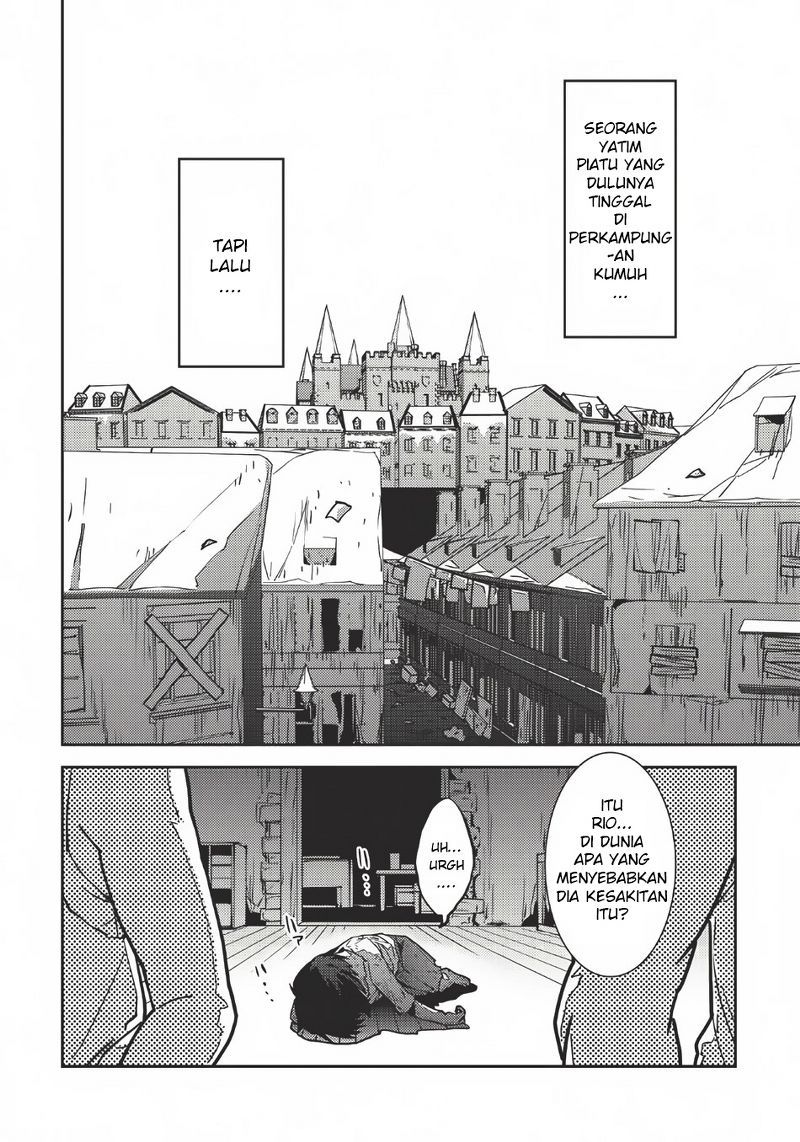 SEORANG
YATIM
PIATU YANG
DULUNYA
TINGGAL
DI
PERKAMPUNG
-AN
KUMUH
...
TAPI
LALU
....
ITU
RIO...
DI DUNIA
APA YANG
MENYEBABKAN
DIA KESAKITAN
ITU?
UH...
URGH
....